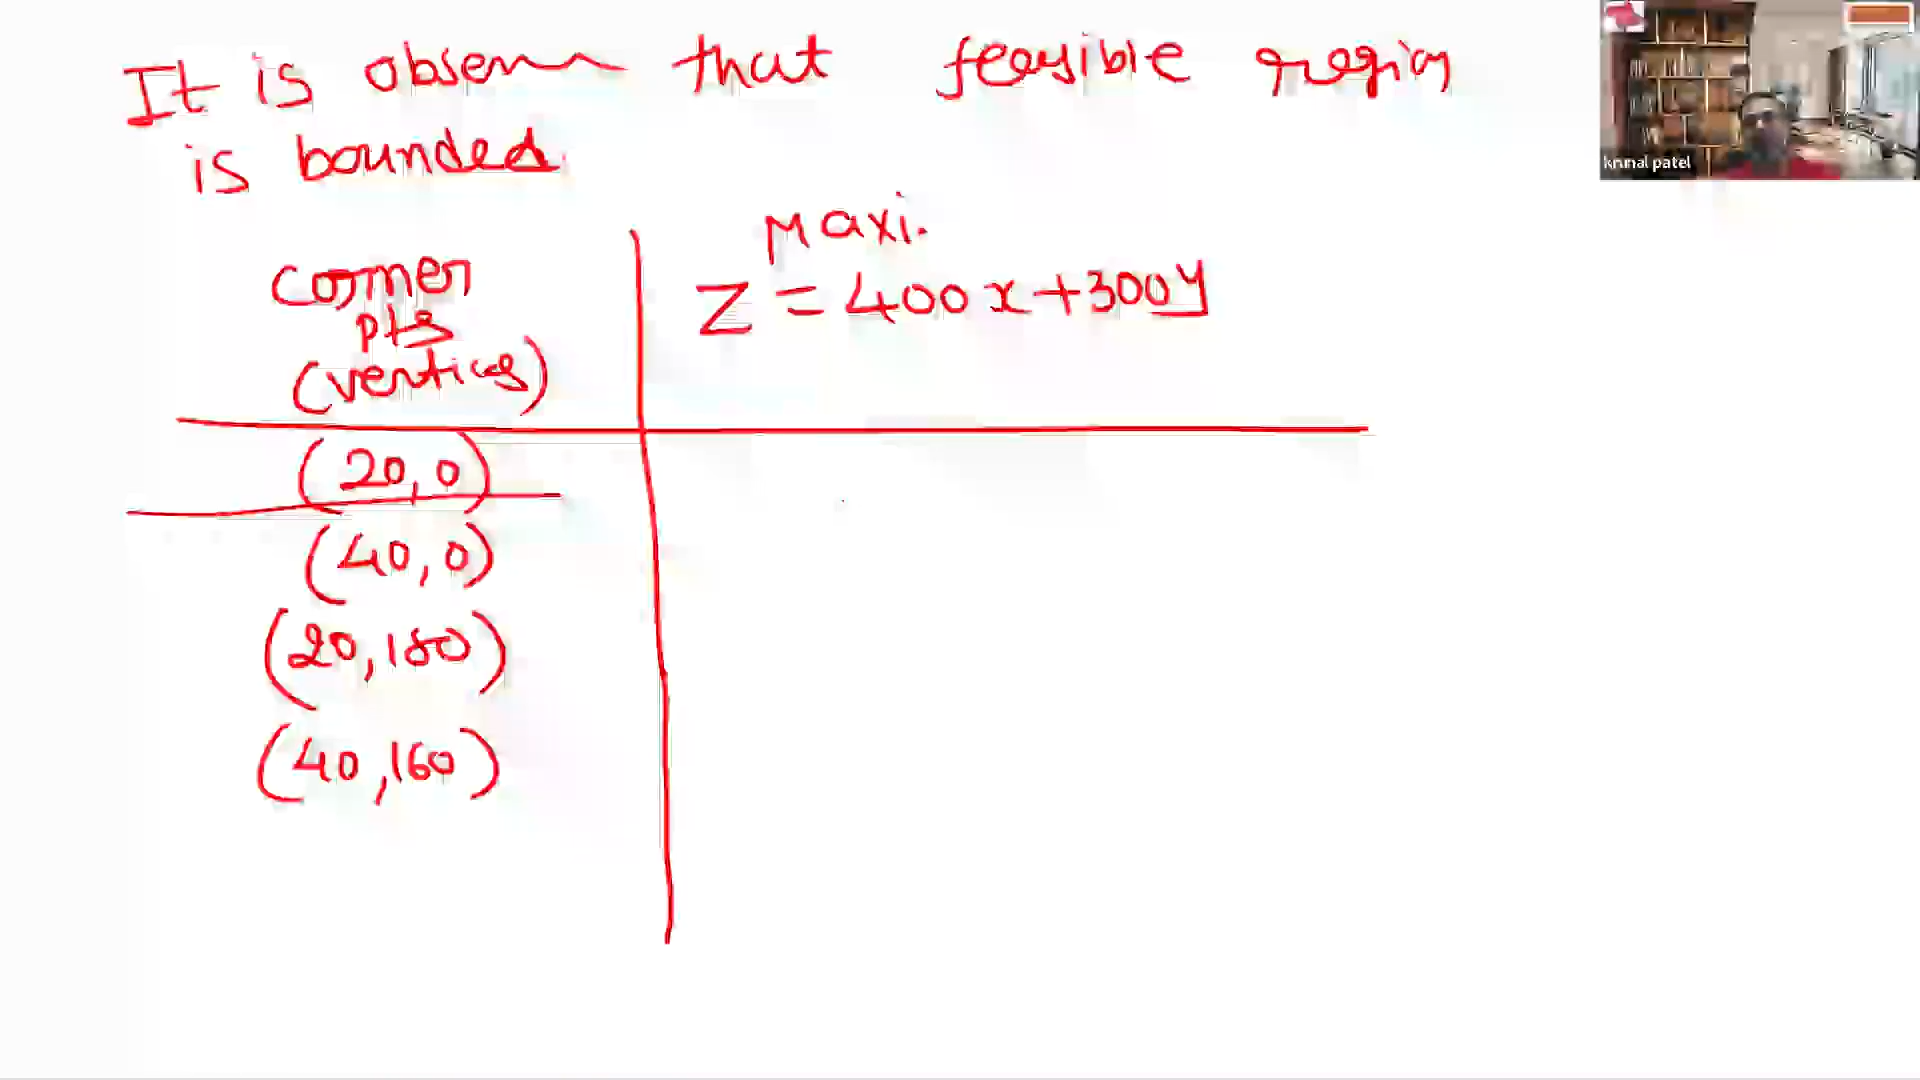 It is observe that feasible region
is bounded.
corner
pts
(vertices)
Maxi.
Z = 400x+300y
(20,0)
(40,0)
(20,180)
(40,160)
krunal patel